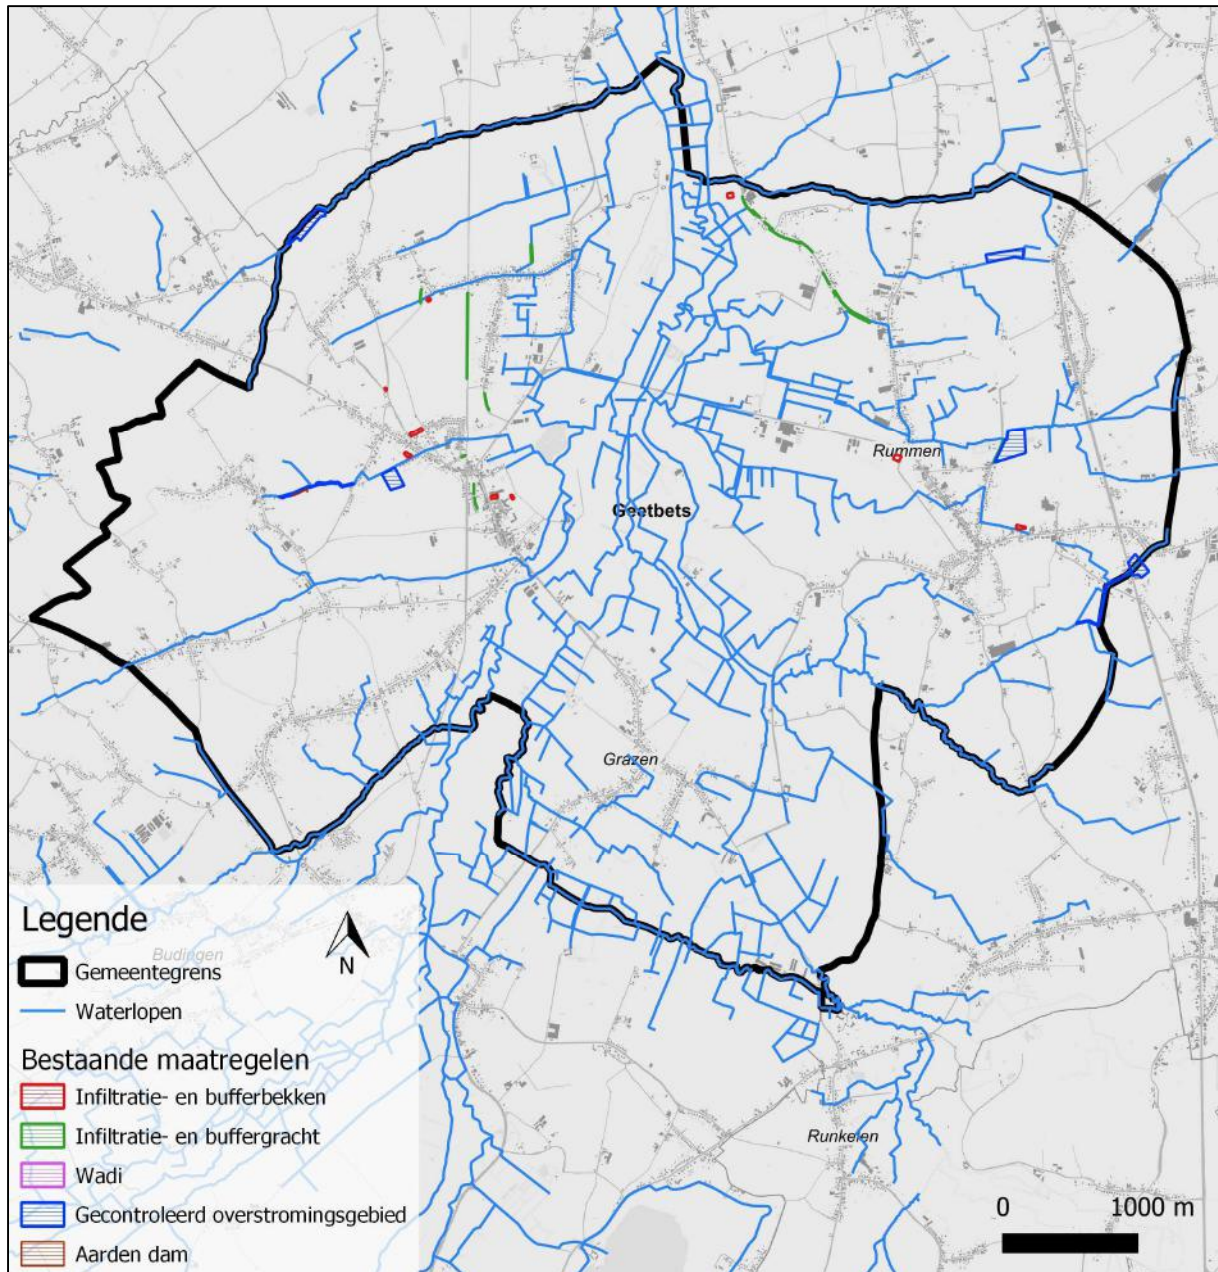 Geetbets
Rummen
Grazen
Legende
Budingen
N
Gemeentegrens
Waterlopen
Bestaande maatregelen
Infiltratie- en bufferbekken
Infiltratie- en buffergracht
Wadi
Gecontroleerd overstromingsgebied
Aarden dam
Runkelen
0 1000 m